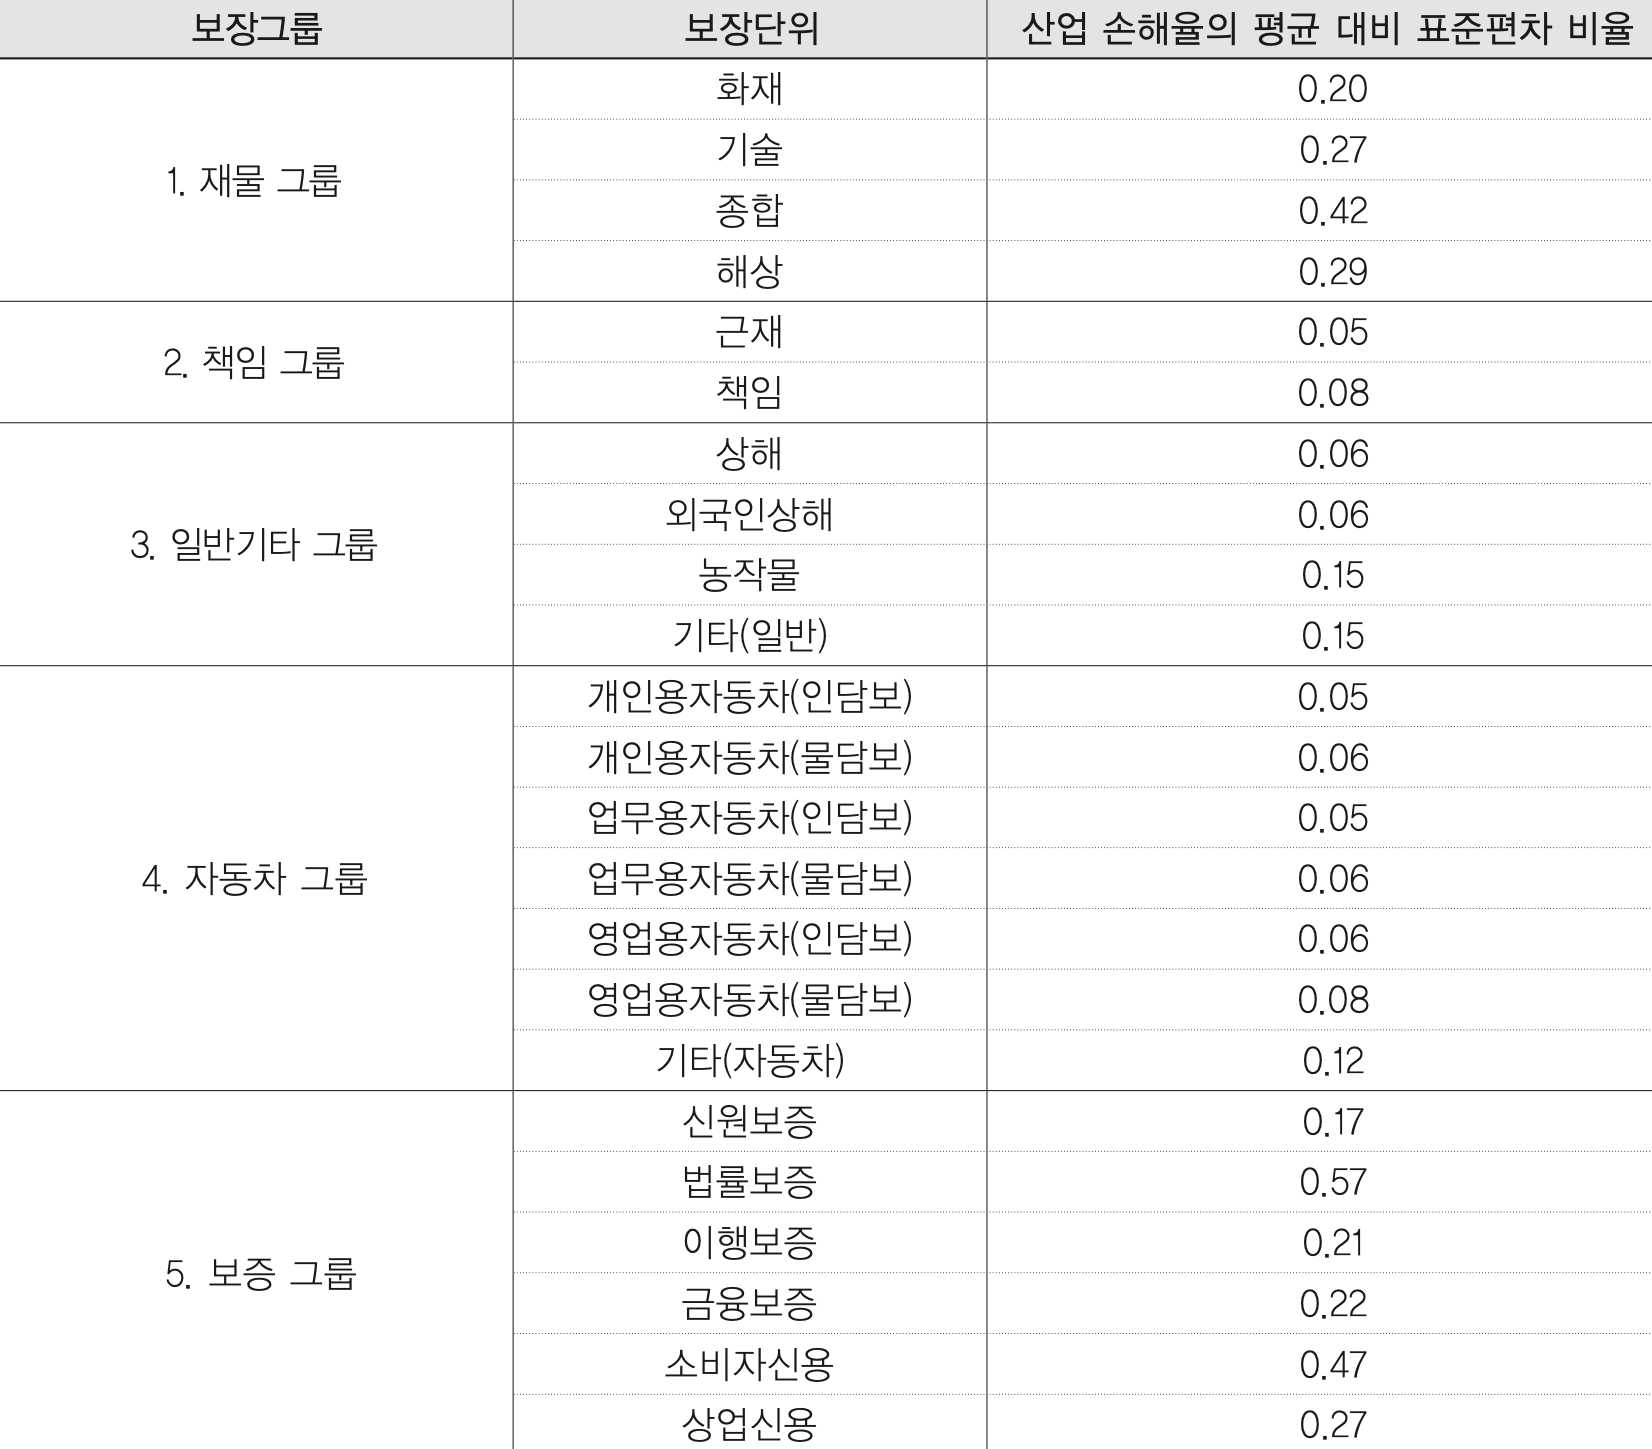 보장그룹 보장단위 산업 손해율의 평균 대비 표준편차 비율
1. 재물 그룹
화재 0.20
기술 0.27
종합 0.42
해상 0.29
2. 책임 그룹
근재 0.05
책임 0.08
3. 일반기타 그룹
상해 0.06
외국인상해 0.06
농작물 0.15
기타(일반) 0.15
4. 자동차 그룹
개인용자동차(인담보) 0.05
개인용자동차(물담보) 0.06
업무용자동차(인담보) 0.05
업무용자동차(물담보) 0.06
영업용자동차(인담보) 0.06
영업용자동차(물담보) 0.08
기타(자동차) 0.12
5. 보증 그룹
신원보증 0.17
법률보증 0.57
이행보증 0.21
금융보증 0.22
소비자신용 0.47
상업신용 0.27